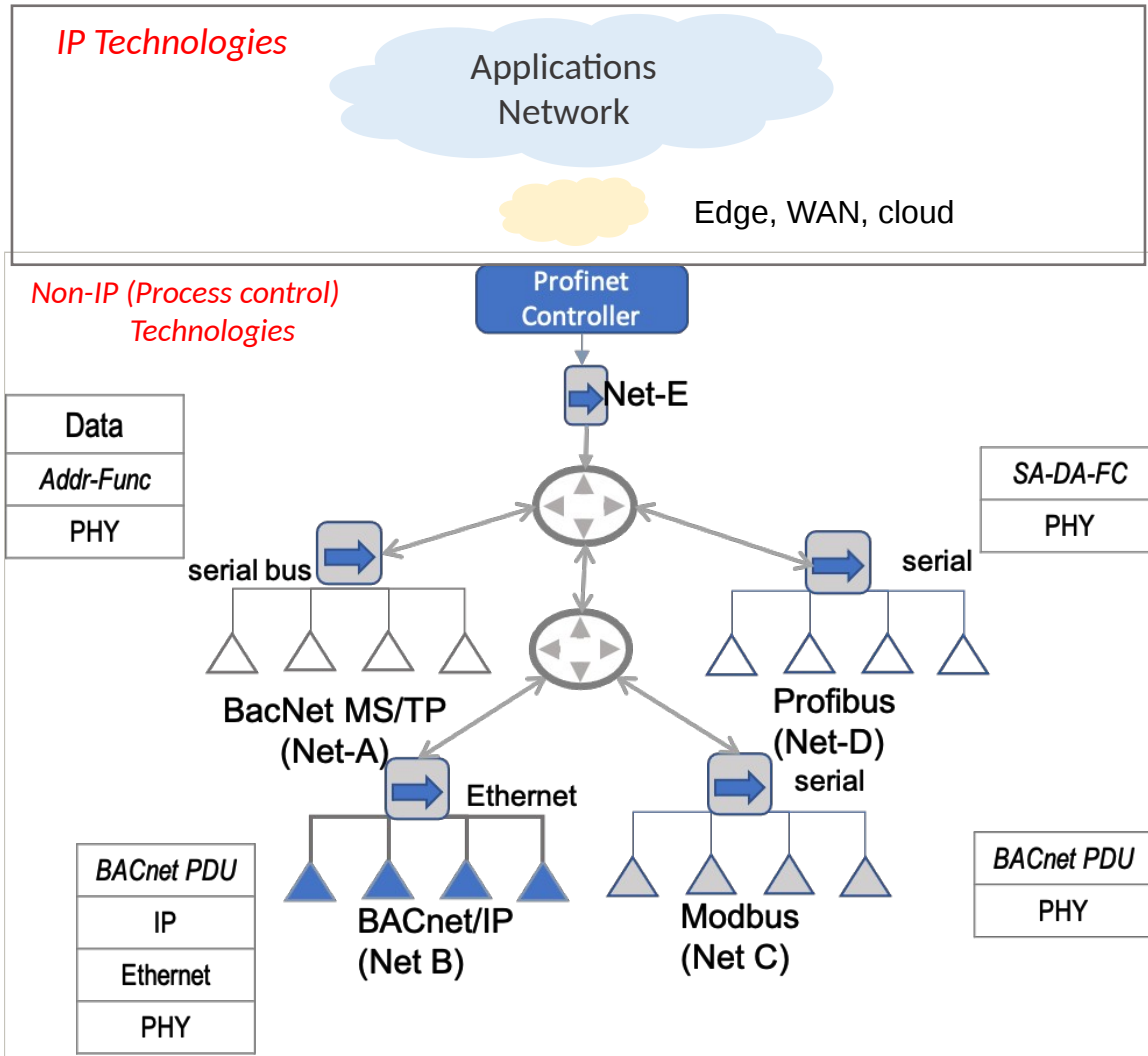 IP Technologies
Applications
Network
Edge, WAN, cloud
Non-IP (Process control)
Technologies
Profinet
Controller
Net-E
Data
Addr-Func
PHY
SA-DA-FC
PHY
serial bus
serial
BacNet MS/TP
(Net-A)
Profibus
(Net-D)
Ethernet
serial
BACnet PDU
IP
Ethernet
PHY
BACnet/IP
(Net B)
Modbus
(Net C)
BACnet PDU
PHY